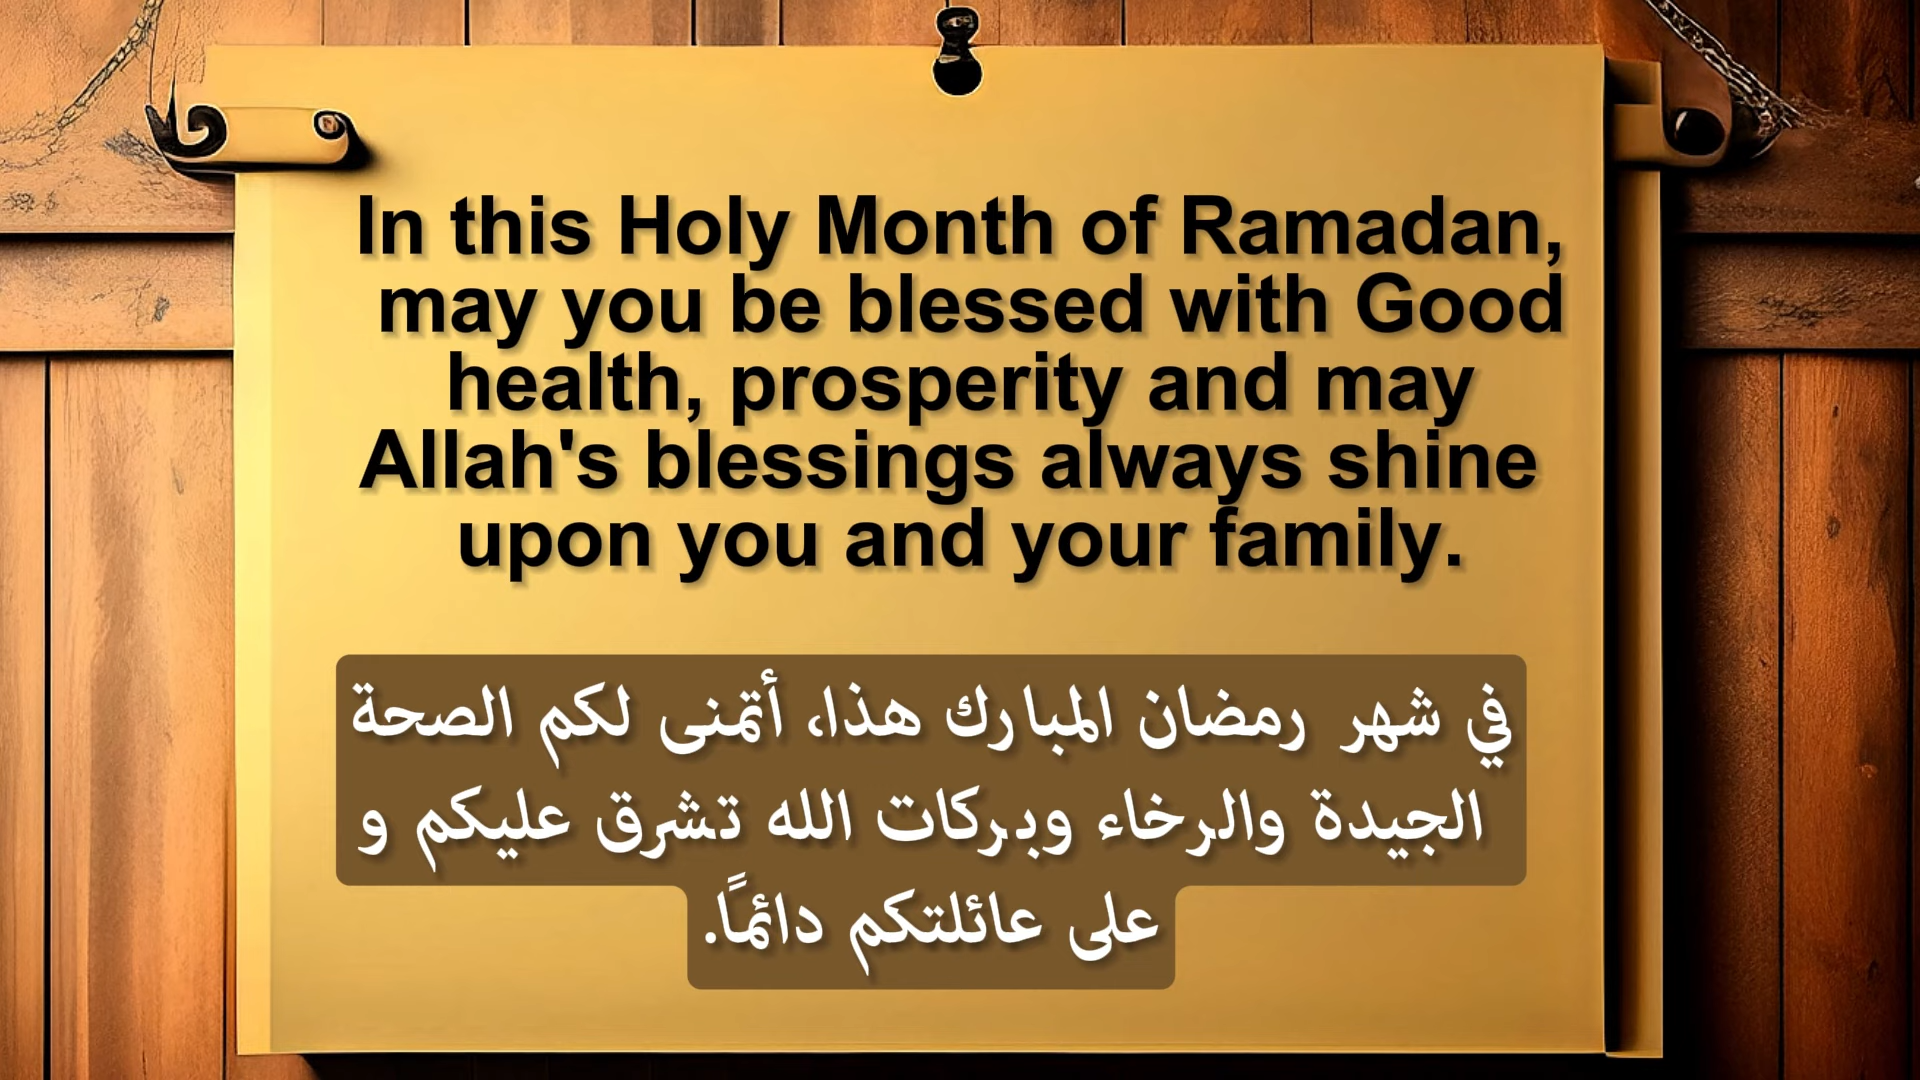 In this Holy Month of Ramadan,
may you be blessed with Good
health, prosperity and may
Allah's blessings always shine
upon you and your family.
في شهر رمضان المبارك هذا، أتمنى لكم الصحة
الجيدة والرخاء وبركات الله تشرق عليكم و
على عائلتكم دائمًا.